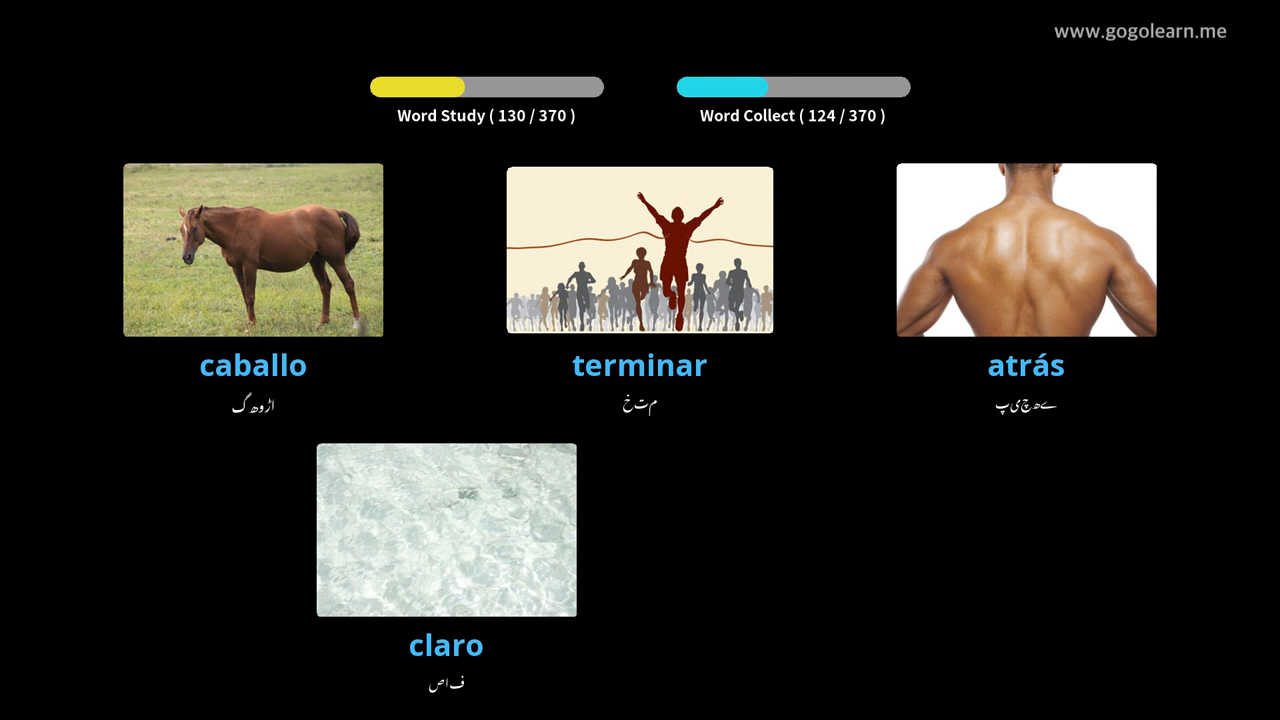 www.gogolearn.me
Word Study ( 130 / 370 )
Word Collect ( 124 / 370 )
caballo
terminar
atrás
اڑوھگ
متخ
ےھچیپ
claro
فاص